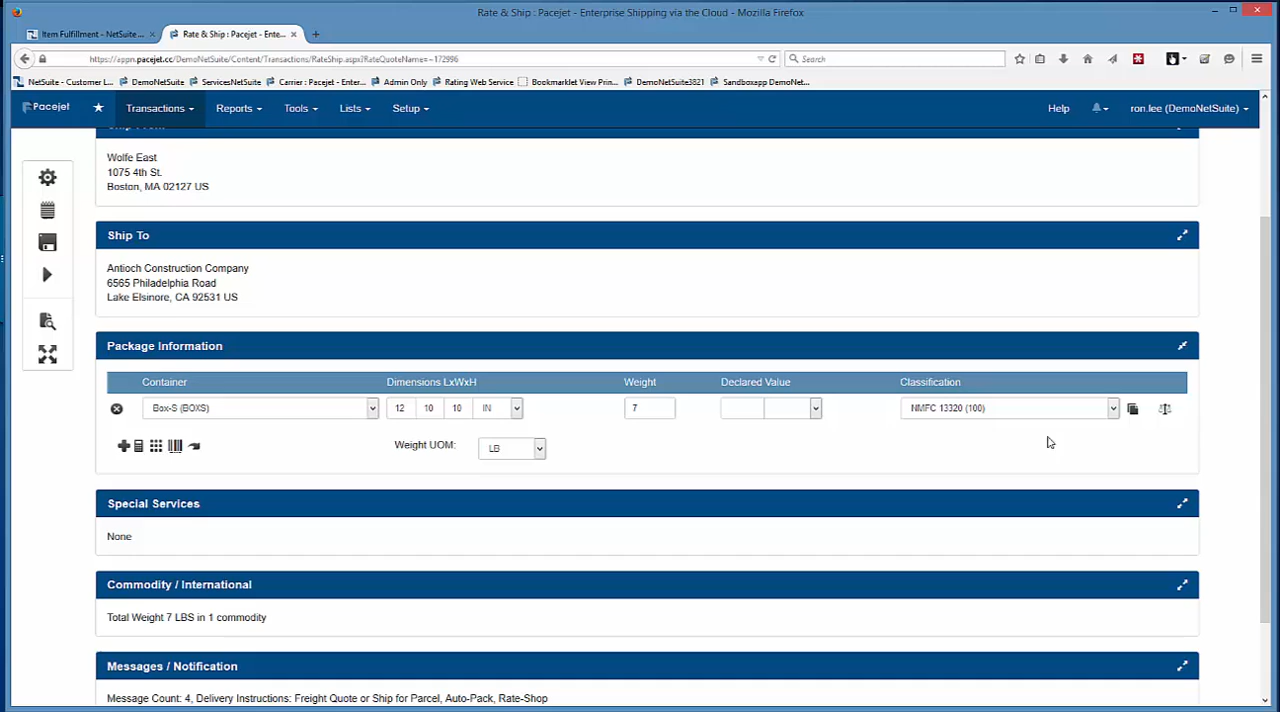 Rate & Ship : Pacejet - Enterprise Shipping via the Cloud - Mozilla Firefox
Item Fulfillment - NetSuite ...
Rate & Ship : Pacejet - Ente...
https://appn.pacejet.cc/DemoNetSuite/Content/Transactions/RateShip.aspx?RateQuoteName=-172996
Search
NetSuite - Customer L... DemoNetSuite ServicesNetSuite Carrier : Pacejet - Enter... Admin Only Rating Web Service Bookmarklet View Prin... DemoNetSuite3821 Sandboxapp DemoNet...
Pacejet Transactions Reports Tools Lists Setup Help ron.lee (DemoNetSuite)
Wolfe East
1075 4th St.
Boston, MA 02127 US
Ship To
Antioch Construction Company
6565 Philadelphia Road
Lake Elsinore, CA 92531 US
Package Information
Container Dimensions LxWxH Weight Declared Value Classification
Box-S (BOXS) 12 10 10 IN 7 NMFC 13320 (100)
Weight UOM: LB
Special Services
None
Commodity / International
Total Weight 7 LBS in 1 commodity
Messages / Notification
Message Count: 4, Delivery Instructions: Freight Quote or Ship for Parcel, Auto-Pack, Rate-Shop